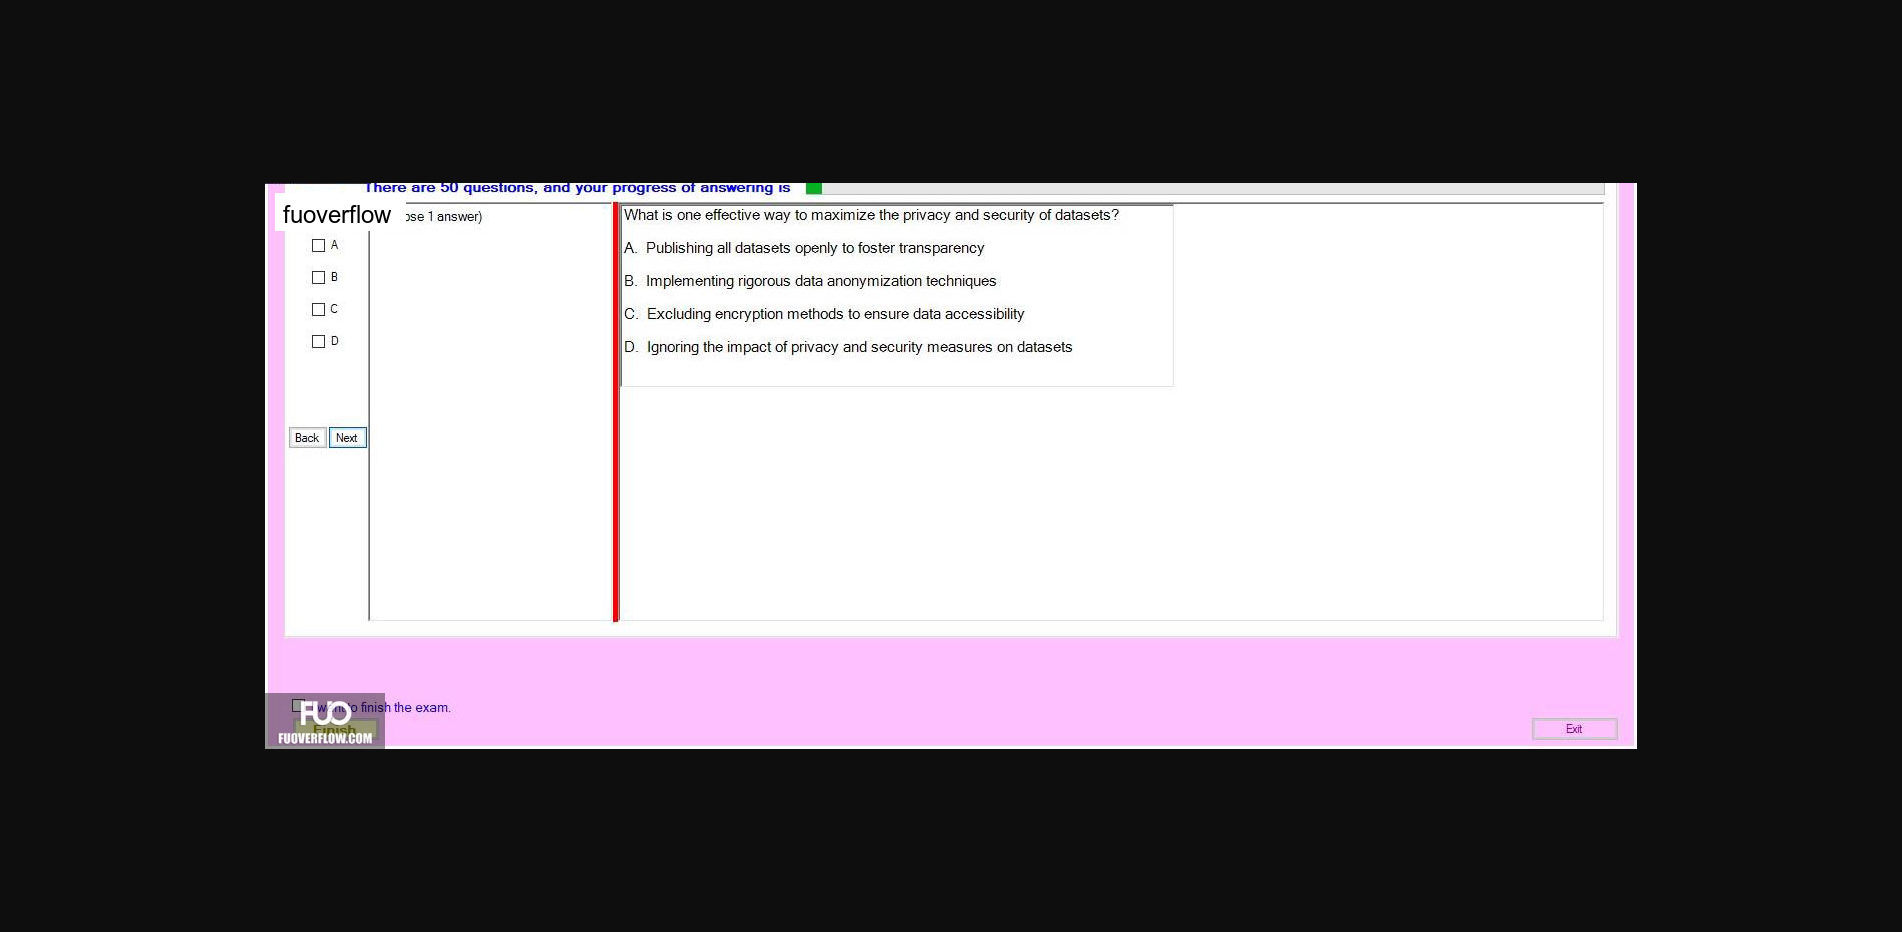 There are 50 questions, and your progress of answering is
fuoverflow
ose 1 answer)
What is one effective way to maximize the privacy and security of datasets?
A
A. Publishing all datasets openly to foster transparency
B
B. Implementing rigorous data anonymization techniques
C
C. Excluding encryption methods to ensure data accessibility
D
D. Ignoring the impact of privacy and security measures on datasets
Back
Next
I want to finish the exam.
FUO
Finish
FUOVERFLOW.COM
Exit